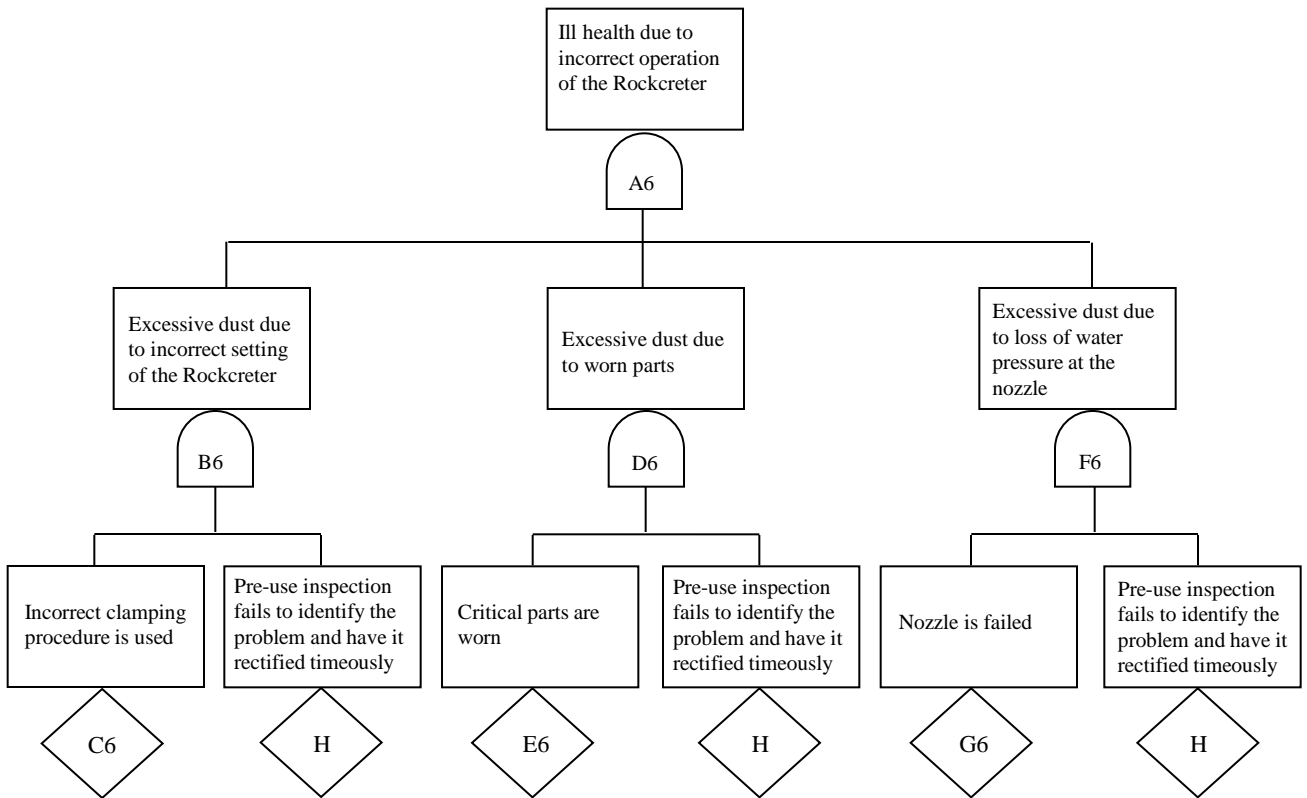 Ill health due to
incorrect operation
of the Rockcreter
A6
Excessive dust due
to incorrect setting
of the Rockcreter
Excessive dust due
to worn parts
Excessive dust due
to loss of water
pressure at the
nozzle
B6
D6
F6
Incorrect clamping
procedure is used
Pre-use inspection
fails to identify the
problem and have it
rectified timeously
Critical parts are
worn
Pre-use inspection
fails to identify the
problem and have it
rectified timeously
Nozzle is failed
Pre-use inspection
fails to identify the
problem and have it
rectified timeously
C6
H
E6
H
G6
H